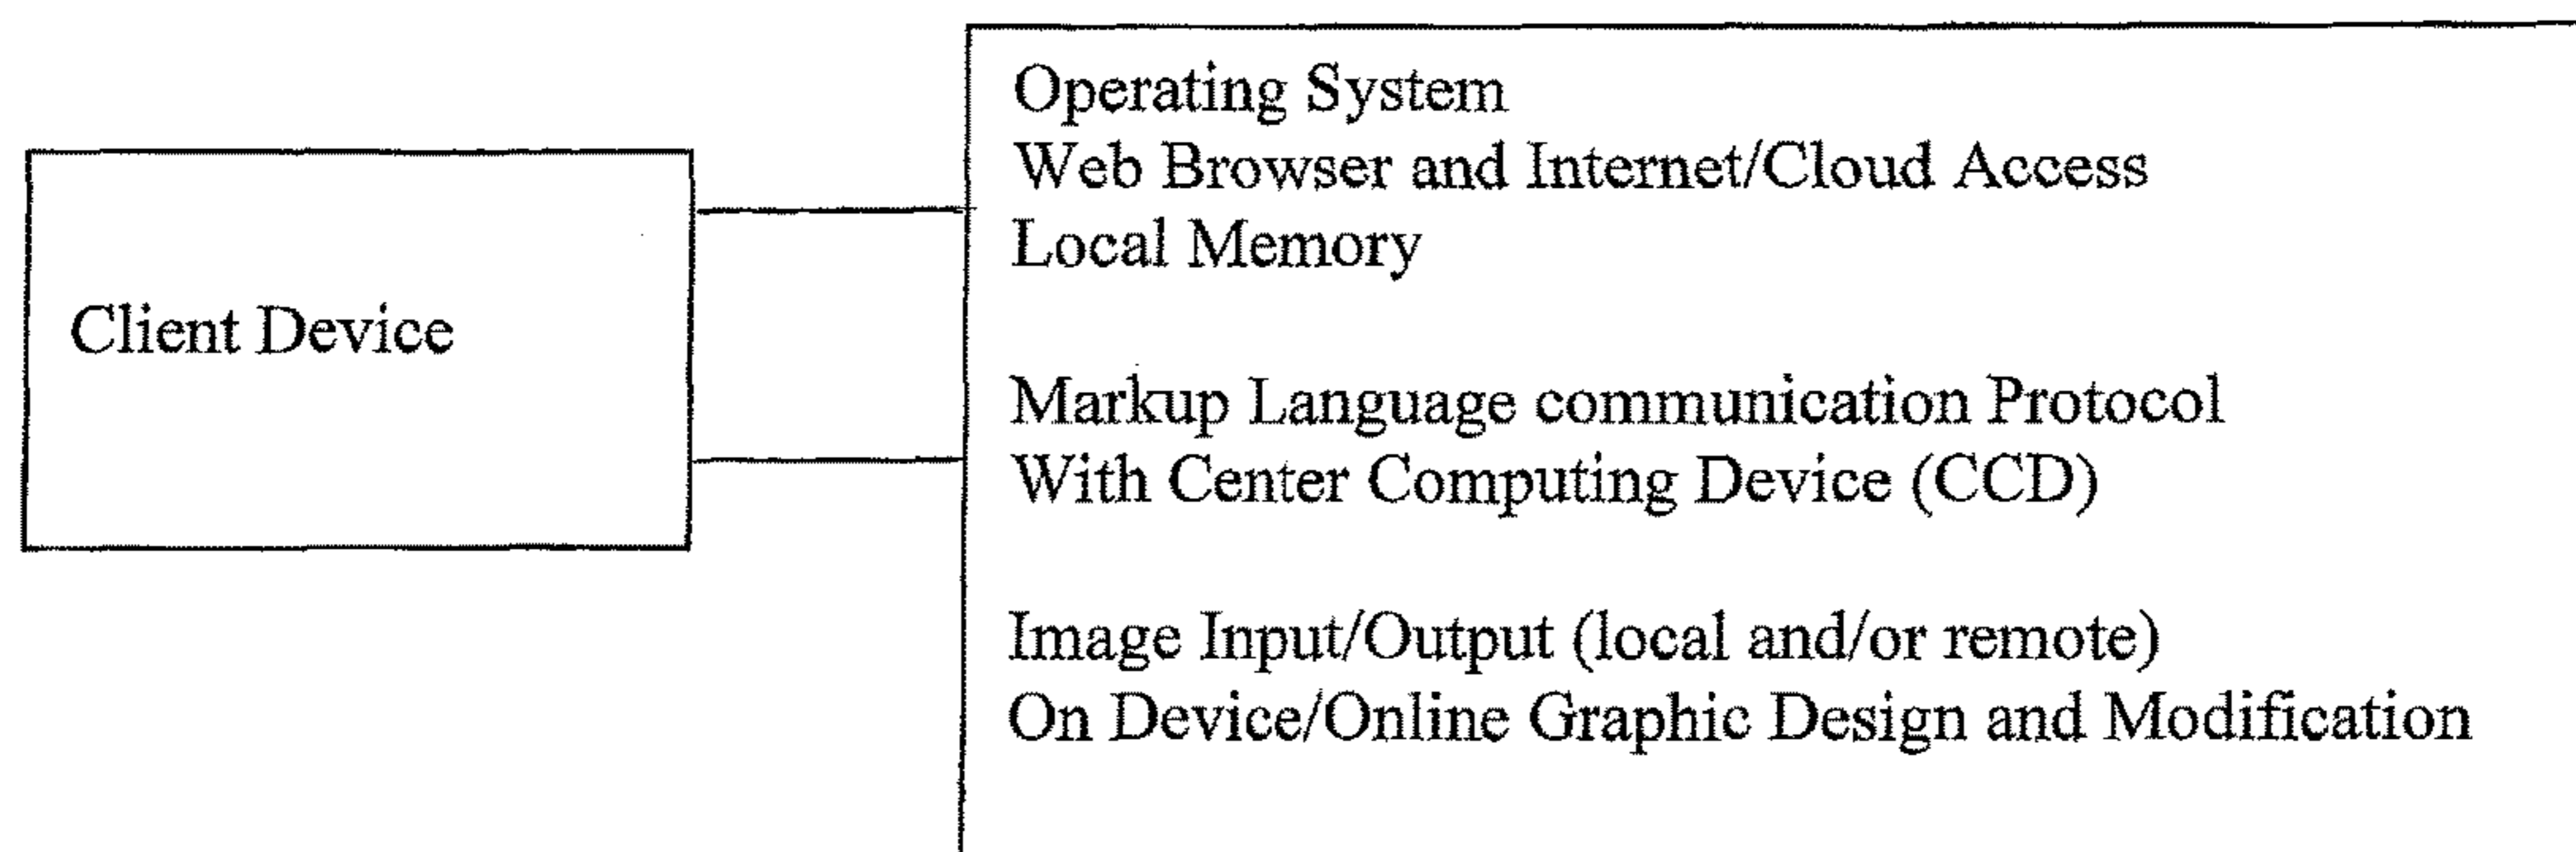 Client Device
Operating System
Web Browser and Internet/Cloud Access
Local Memory
Markup Language communication Protocol
With Center Computing Device (CCD)
Image Input/Output (local and/or remote)
On Device/Online Graphic Design and Modification